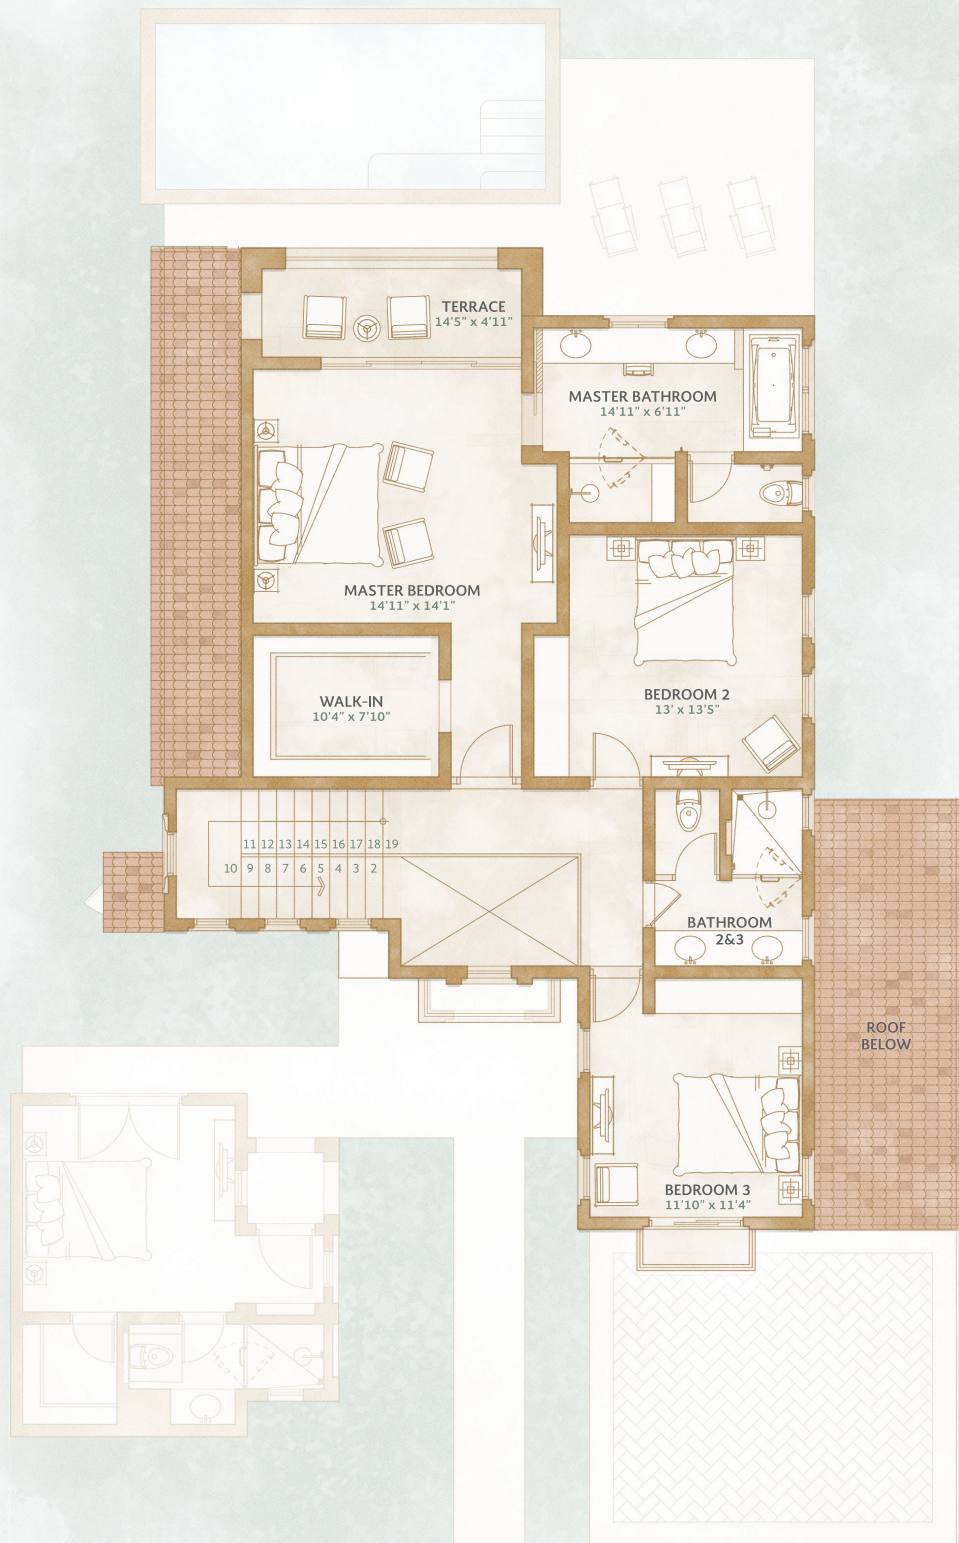 TERRACE
14'5" x 4'11"
MASTER BATHROOM
14'11" x 6'11"
MASTER BEDROOM
14'11" x 14'1"
WALK-IN
10'4" x 7'10"
BEDROOM 2
13' x 13'5"
11 12 13 14 15 16 17 18 19
10 9 8 7 6 5 4 3 2
BATHROOM
2&3
ROOF
BELOW
BEDROOM 3
11'10" x 11'4"